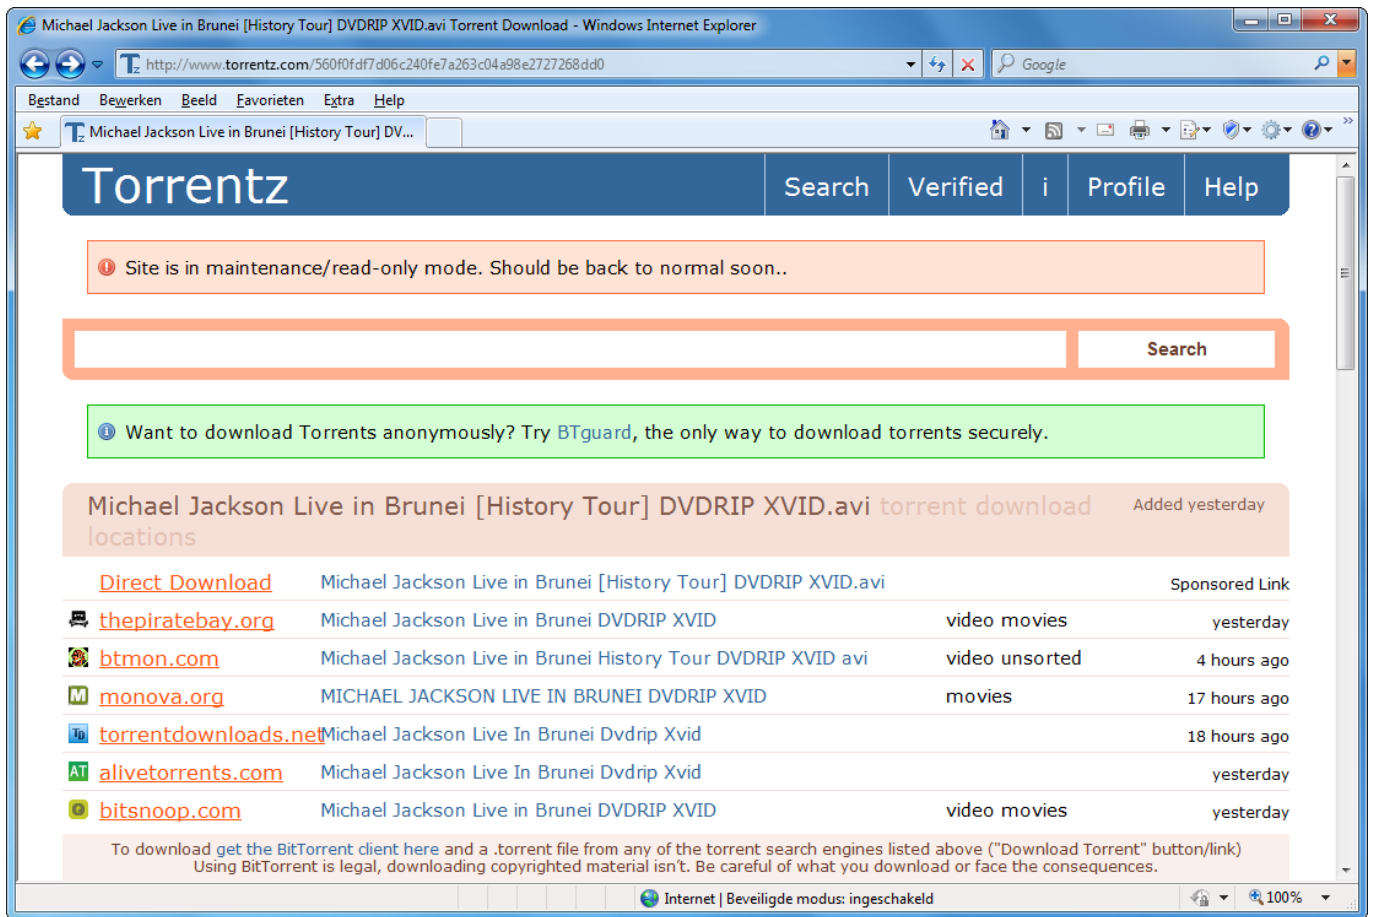 Michael Jackson Live in Brunei [History Tour] DVDRIP XVID.avi Torrent Download - Windows Internet Explorer
http://www.torrentz.com/560f0fdf7d06c240fe7a263c04a98e2727268dd0
Google
Bestand Bewerken Beeld Favorieten Extra Help
Michael Jackson Live in Brunei [History Tour] DV...
Torrentz Search Verified i Profile Help
Site is in maintenance/read-only mode. Should be back to normal soon..
Search
Want to download Torrents anonymously? Try BTguard, the only way to download torrents securely.
Michael Jackson Live in Brunei [History Tour] DVDRIP XVID.avi torrent download Added yesterday
locations
Direct Download Michael Jackson Live in Brunei [History Tour] DVDRIP XVID.avi Sponsored Link
thepiratebay.org Michael Jackson Live in Brunei DVDRIP XVID video movies yesterday
btmon.com Michael Jackson Live in Brunei History Tour DVDRIP XVID avi video unsorted 4 hours ago
monova.org MICHAEL JACKSON LIVE IN BRUNEI DVDRIP XVID movies 17 hours ago
torrentdownloads.net Michael Jackson Live In Brunei Dvdrip Xvid 18 hours ago
alivetorrents.com Michael Jackson Live In Brunei Dvdrip Xvid yesterday
bitsnoop.com Michael Jackson Live in Brunei DVDRIP XVID video movies yesterday
To download get the BitTorrent client here and a .torrent file from any of the torrent search engines listed above ("Download Torrent" button/link)
Using BitTorrent is legal, downloading copyrighted material isn't. Be careful of what you download or face the consequences.
Internet | Beveiligde modus: ingeschakeld 100%